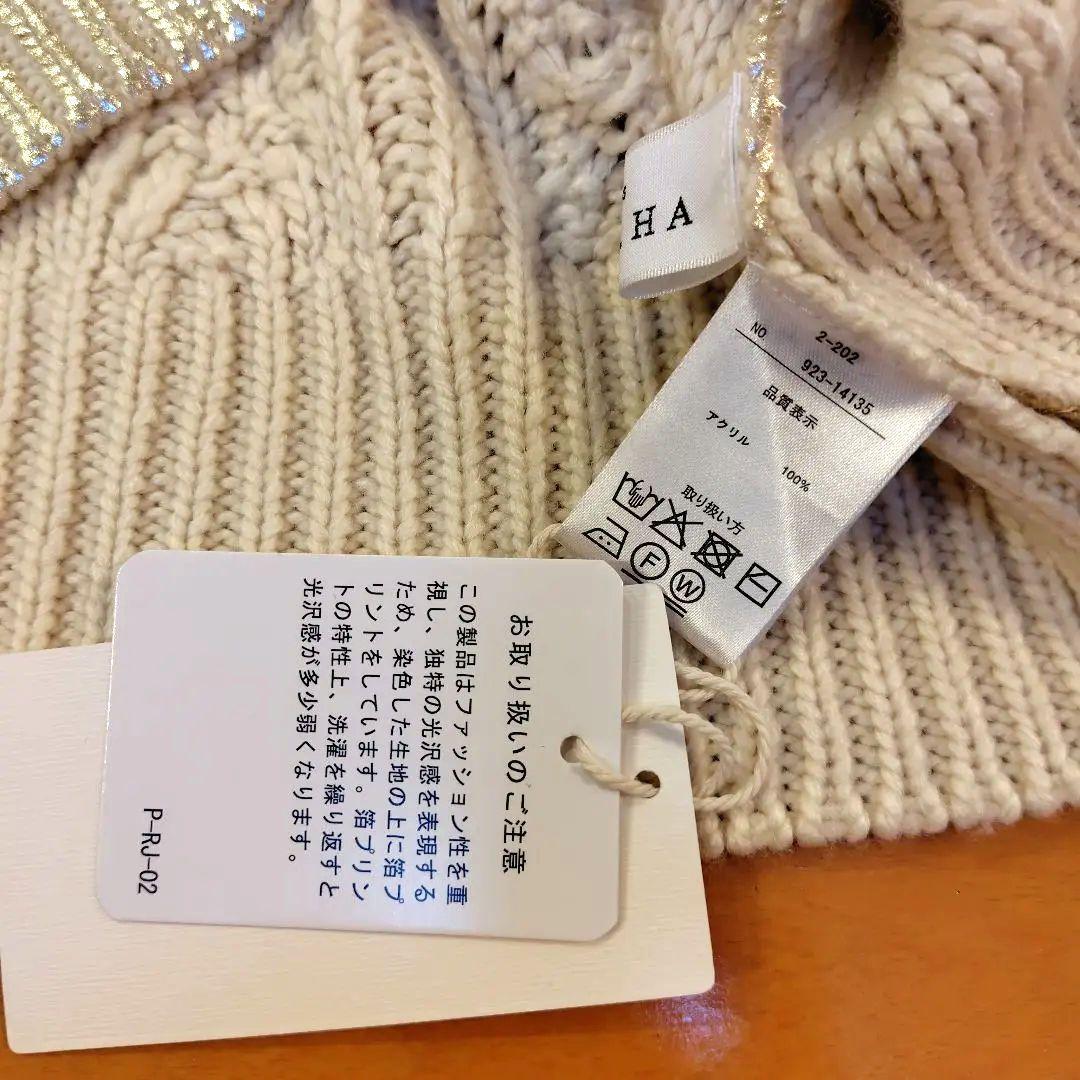 HA
2-202
NO 923-14135
品質表示
アクリル 100%
取り扱い方
F W
お取り扱いのご注意
この製品はファッション性を重
視し、独特の光沢感を表現する
ため、染色した生地の上に箔プ
リントをしています。箔プリン
トの特性上、洗濯を繰り返すと
光沢感が多少弱くなります。
P-RJ-02